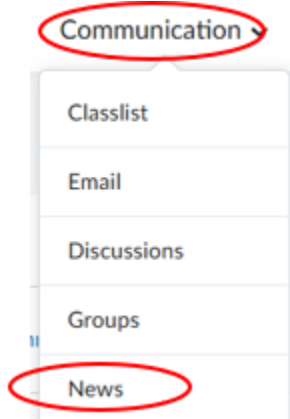 Communication
Classlist
Email
Discussions
Groups
News